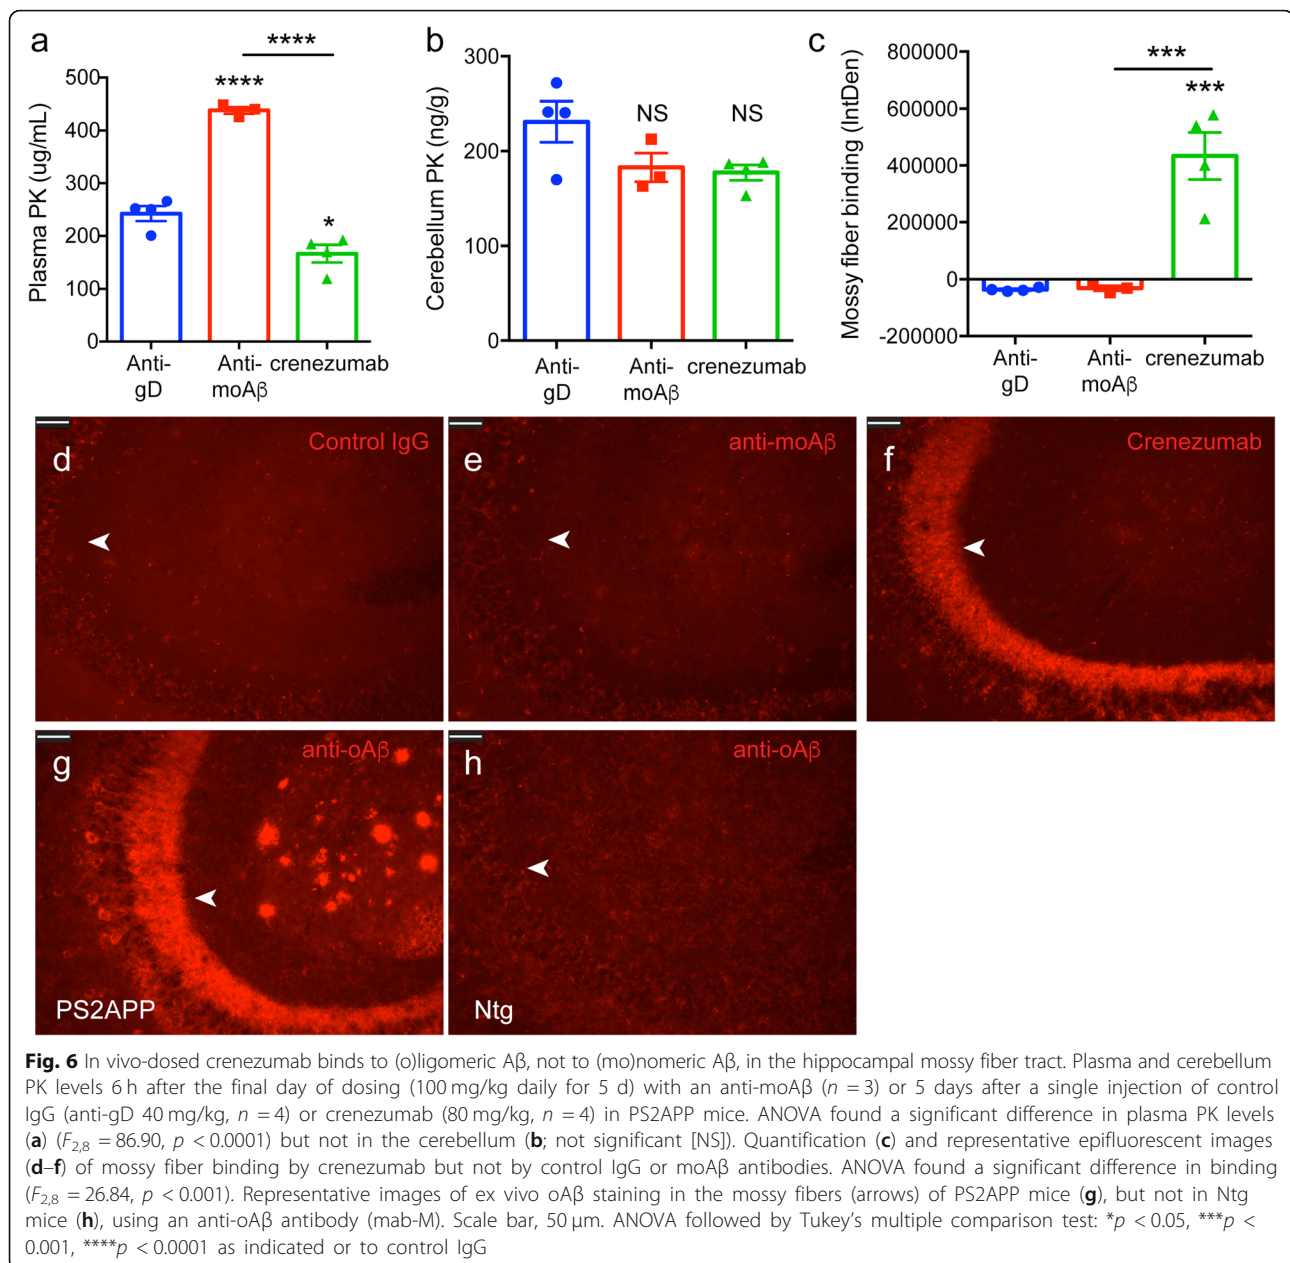 a
****
****
*
Plasma PK (ug/mL)
500
400
300
200
100
0
Anti-
gD
Anti-
moAβ
crenezumab
b
NS
NS
Cerebellum PK (ng/g)
300
200
100
0
Anti-
gD
Anti-
moAβ
crenezumab
c
***
***
Mossy fiber binding (IntDen)
800000
600000
400000
200000
0
-200000
Anti-
gD
Anti-
moAβ
crenezumab
d
Control IgG
e
anti-moAβ
f
Crenezumab
g
anti-oAβ
PS2APP
h
anti-oAβ
Ntg
Fig. 6 In vivo-dosed crenezumab binds to (o)ligomeric Aβ, not to (mo)nomeric Aβ, in the hippocampal mossy fiber tract. Plasma and cerebellum
PK levels 6 h after the final day of dosing (100 mg/kg daily for 5 d) with an anti-moAβ (n = 3) or 5 days after a single injection of control
IgG (anti-gD 40 mg/kg, n = 4) or crenezumab (80 mg/kg, n = 4) in PS2APP mice. ANOVA found a significant difference in plasma PK levels
(a) (F2,8 = 86.90, p < 0.0001) but not in the cerebellum (b; not significant [NS]). Quantification (c) and representative epifluorescent images
(d–f) of mossy fiber binding by crenezumab but not by control IgG or moAβ antibodies. ANOVA found a significant difference in binding
(F2,8 = 26.84, p < 0.001). Representative images of ex vivo oAβ staining in the mossy fibers (arrows) of PS2APP mice (g), but not in Ntg
mice (h), using an anti-oAβ antibody (mab-M). Scale bar, 50 μm. ANOVA followed by Tukey's multiple comparison test: *p < 0.05, ***p <
0.001, ****p < 0.0001 as indicated or to control IgG